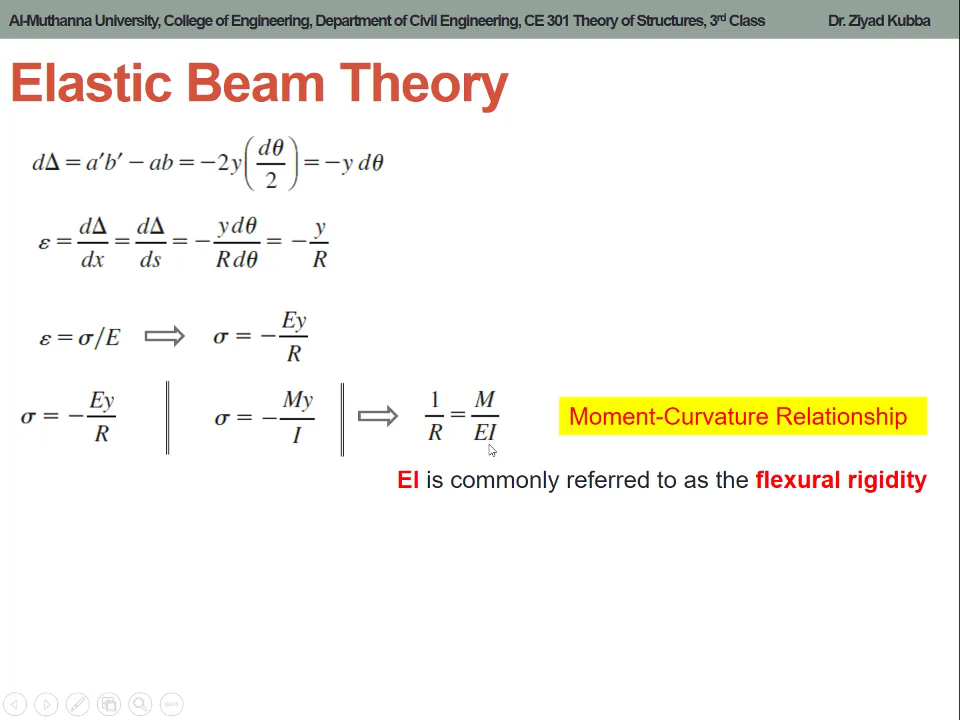 Al-Muthanna University, College of Engineering, Department of Civil Engineering, CE 301 Theory of Structures, 3rd Class Dr. Ziyad Kubba
Elastic Beam Theory
dΔ = a′b′ − ab = −2y(dθ/2) = −y dθ
ε = dΔ/dx = dΔ/ds = − y dθ/R dθ = − y/R
ε = σ/E ⇨ σ = − Ey/R
σ = − Ey/R ‖ σ = − My/I ‖ ⇨ 1/R = M/EI Moment-Curvature Relationship
EI is commonly referred to as the flexural rigidity